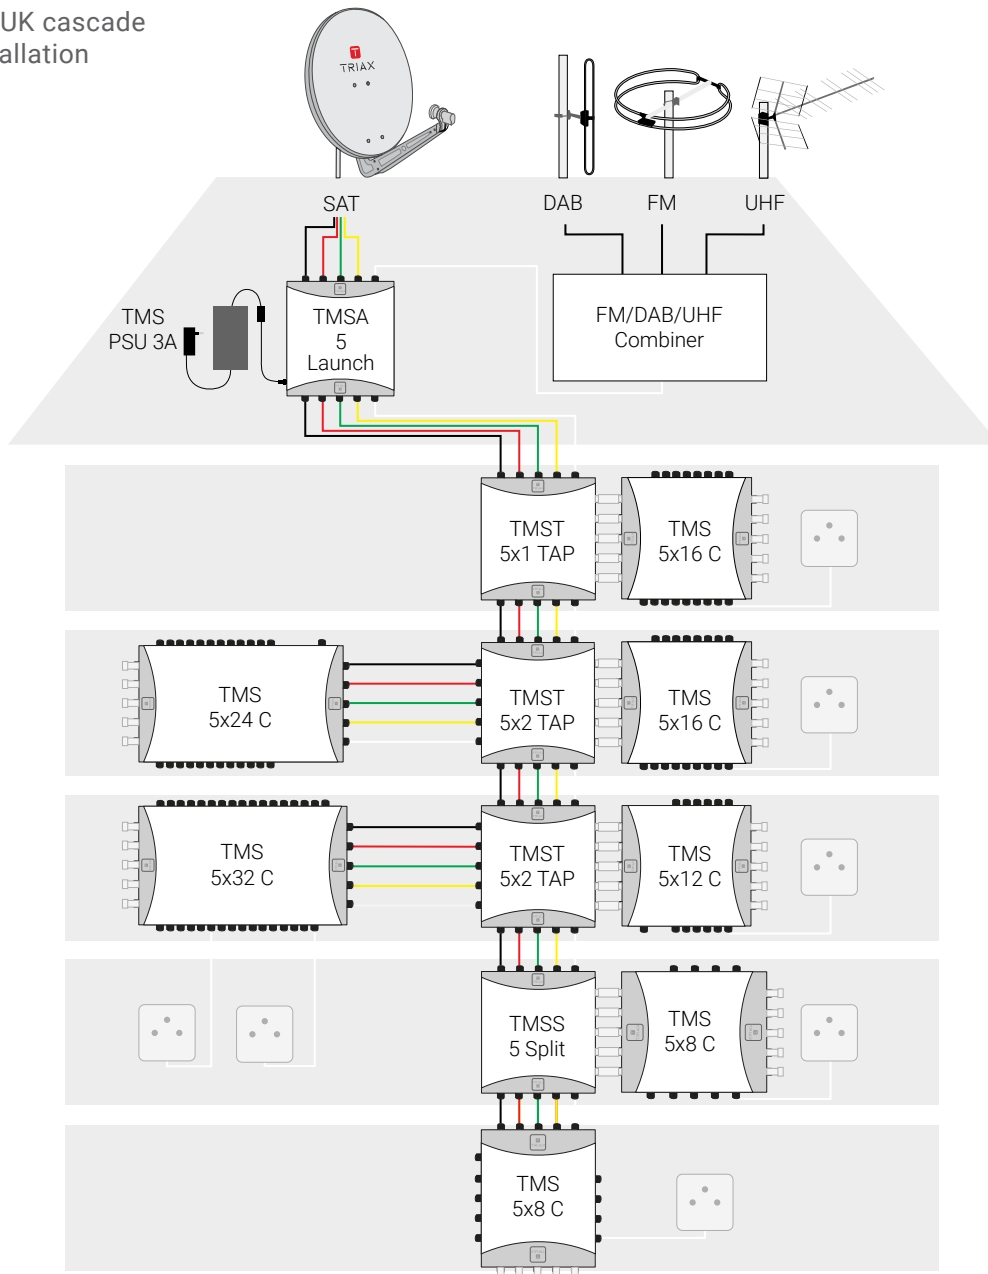 UK cascade
allation
TRIAX
SAT
DAB
FM
UHF
TMS
PSU 3A
TMSA
5
Launch
FM/DAB/UHF
Combiner
TMST
5x1 TAP
TMS
5x16 C
TMS
5x24 C
TMST
5x2 TAP
TMS
5x16 C
TMS
5x32 C
TMST
5x2 TAP
TMS
5x12 C
TMSS
5 Split
TMS
5x8 C
TMS
5x8 C